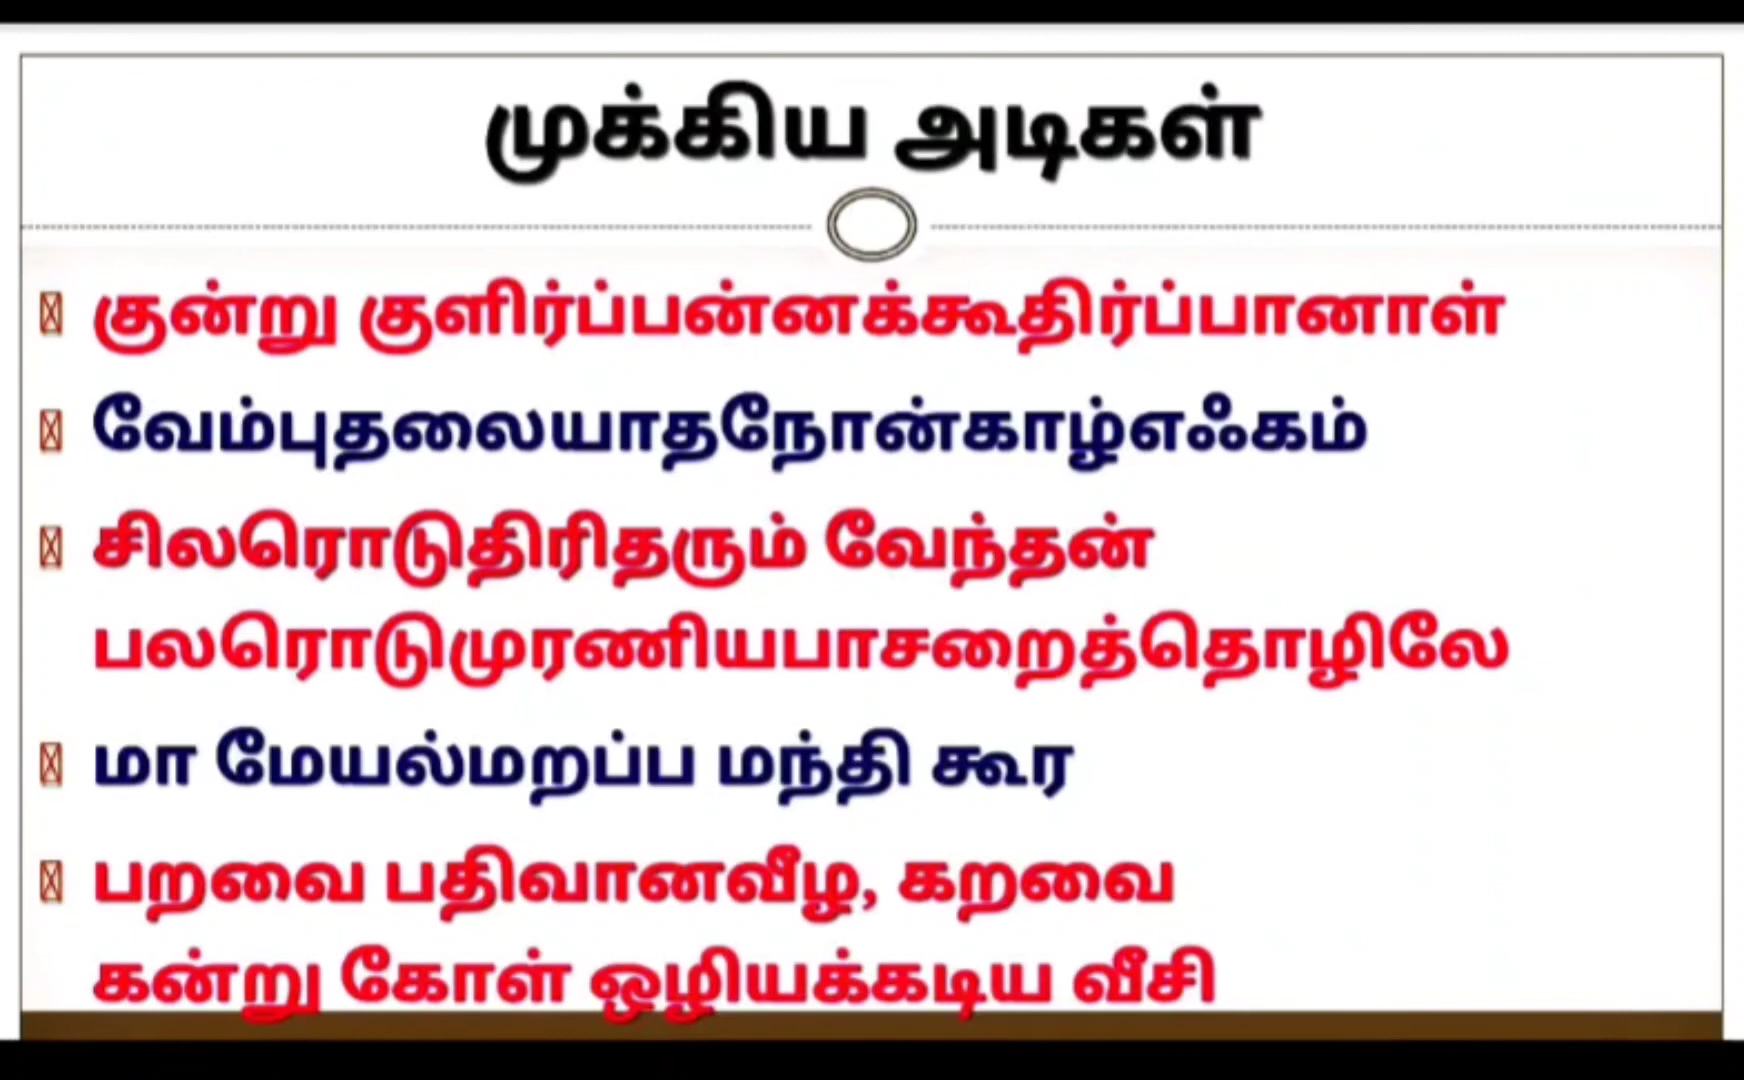 முக்கிய அடிகள்
குன்று குளிர்ப்பன்னக்கூதிர்ப்பானாள்
வேம்புதலையாதநோன்காழ்எஃகம்
சிலரொடுதிரிதரும் வேந்தன்
பலரொடுமுரணியபாசறைத்தொழிலே
மா மேயல்மறப்ப மந்தி கூர
பறவை பதிவானவீழ, கறவை
கன்று கோள் ஒழியக்கடிய வீசி